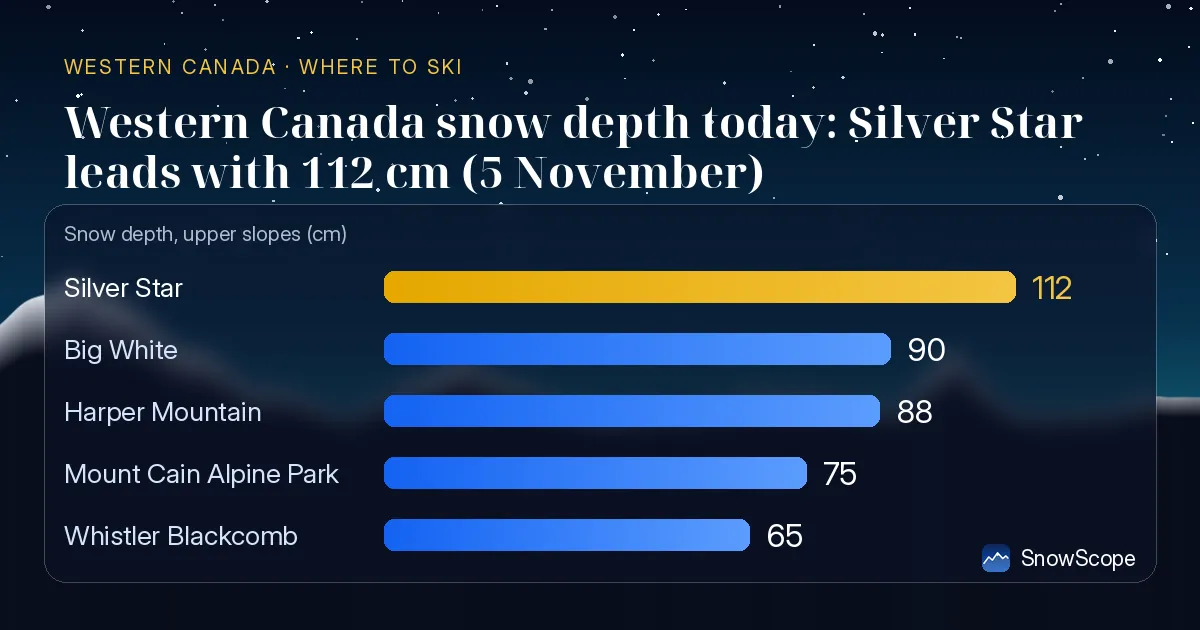 WESTERN CANADA · WHERE TO SKI
Western Canada snow depth today: Silver Star
leads with 112 cm (5 November)
Snow depth, upper slopes (cm)
Silver Star 112
Big White 90
Harper Mountain 88
Mount Cain Alpine Park 75
Whistler Blackcomb 65
SnowScope